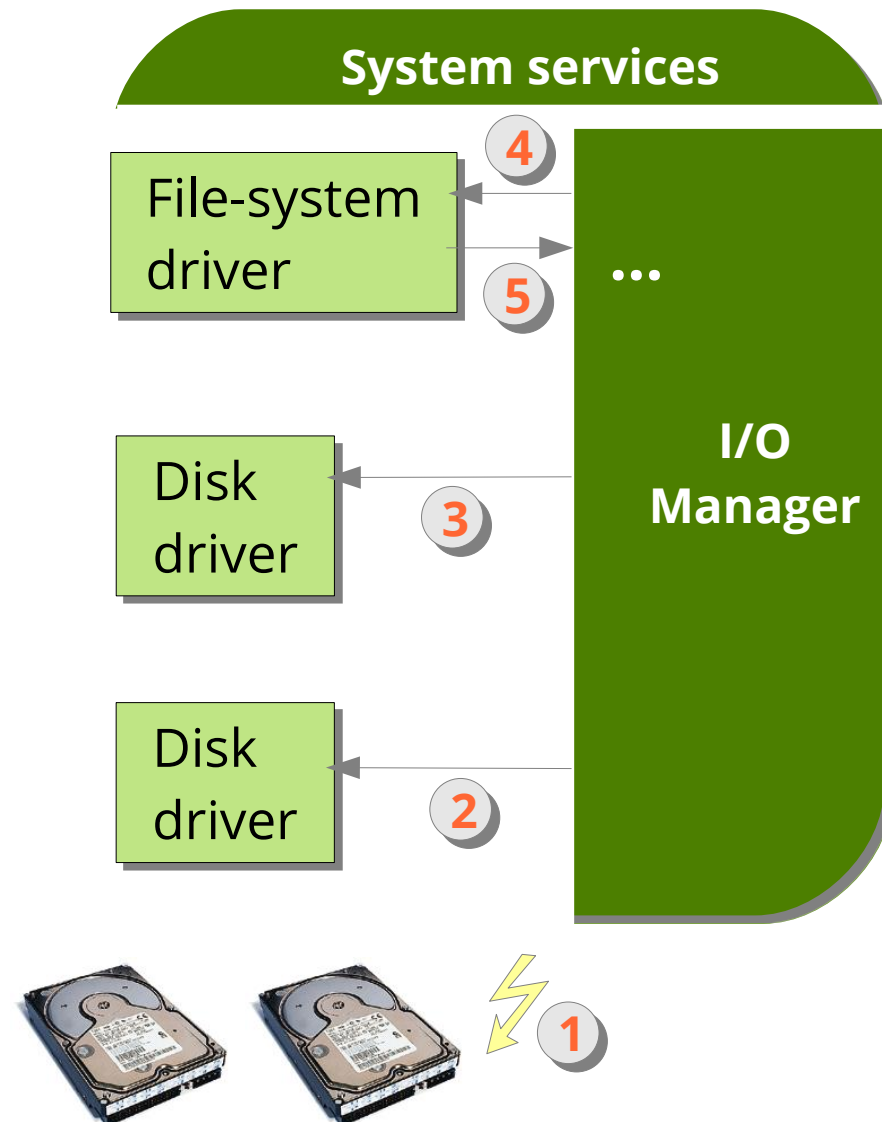 System services
4
File-system
driver
...
5
I/O
Manager
Disk
driver
3
Disk
driver
2
1